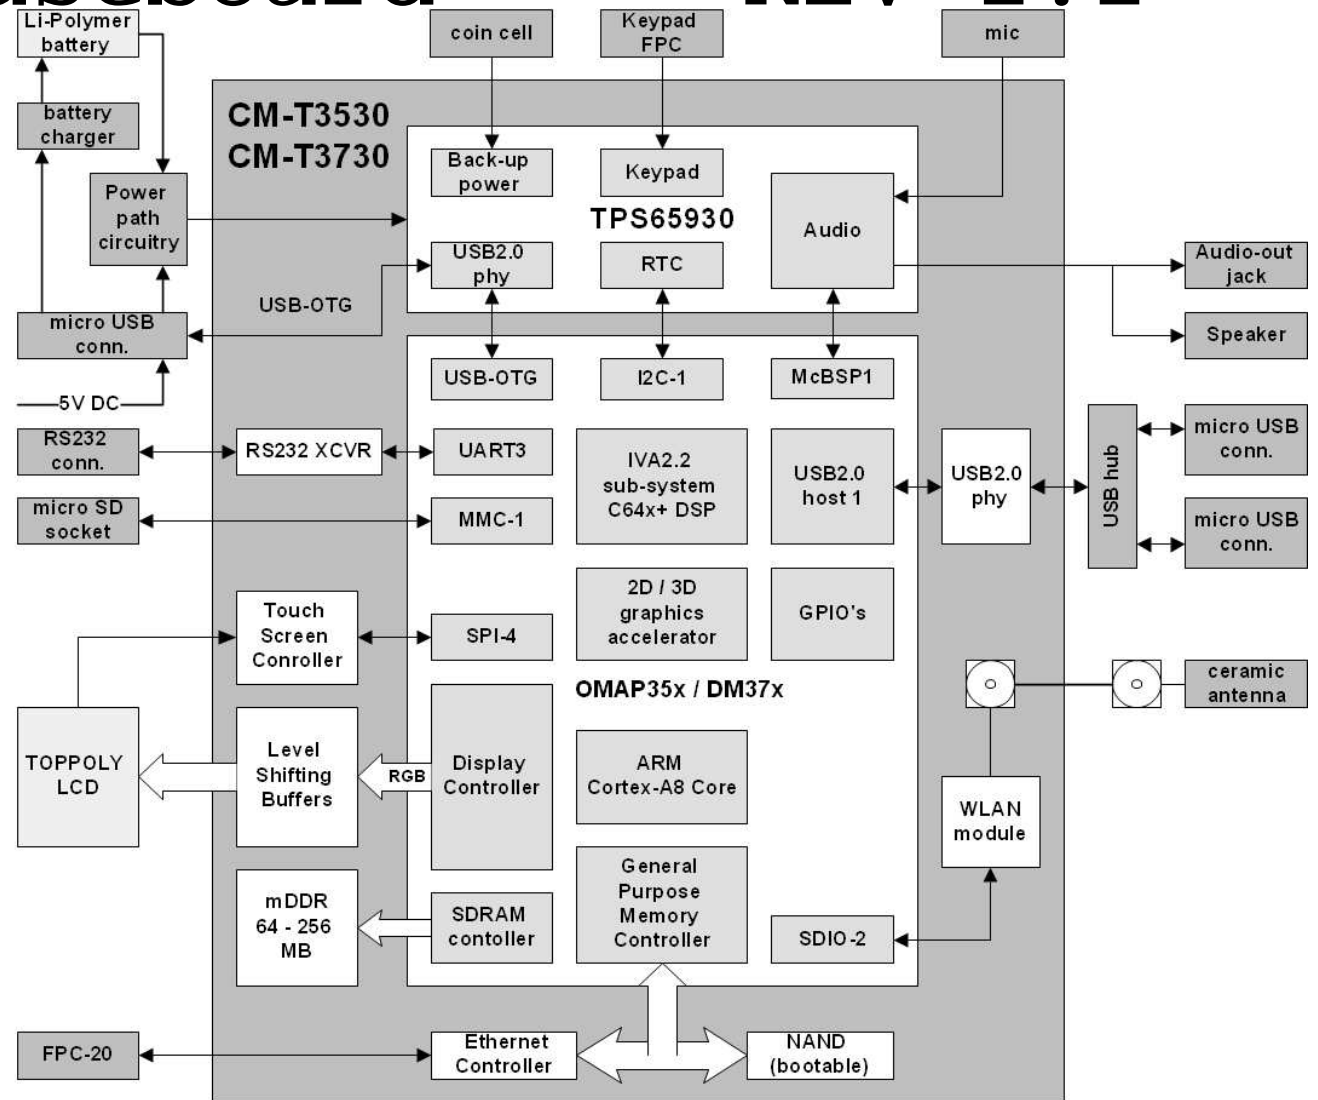 Baseboard REV 1.1
Li-Polymer
battery
coin cell
Keypad
FPC
mic
battery
charger
CM-T3530
CM-T3730
Power
path
circuitry
Back-up
power
Keypad
TPS65930
Audio
USB2.0
phy
RTC
Audio-out
jack
USB-OTG
micro USB
conn.
Speaker
5V DC
USB-OTG
I2C-1
McBSP1
RS232
conn.
RS232 XCVR
UART3
IVA2.2
sub-system
C64x+ DSP
USB2.0
host 1
USB2.0
phy
USB hub
micro USB
conn.
micro SD
socket
MMC-1
micro USB
conn.
Touch
Screen
Conroller
SPI-4
2D / 3D
graphics
accelerator
GPIO's
OMAP35x / DM37x
ceramic
antenna
TOPPOLY
LCD
Level
Shifting
Buffers
RGB
Display
Controller
ARM
Cortex-A8 Core
WLAN
module
mDDR
64 - 256
MB
SDRAM
contoller
General
Purpose
Memory
Controller
SDIO-2
FPC-20
Ethernet
Controller
NAND
(bootable)